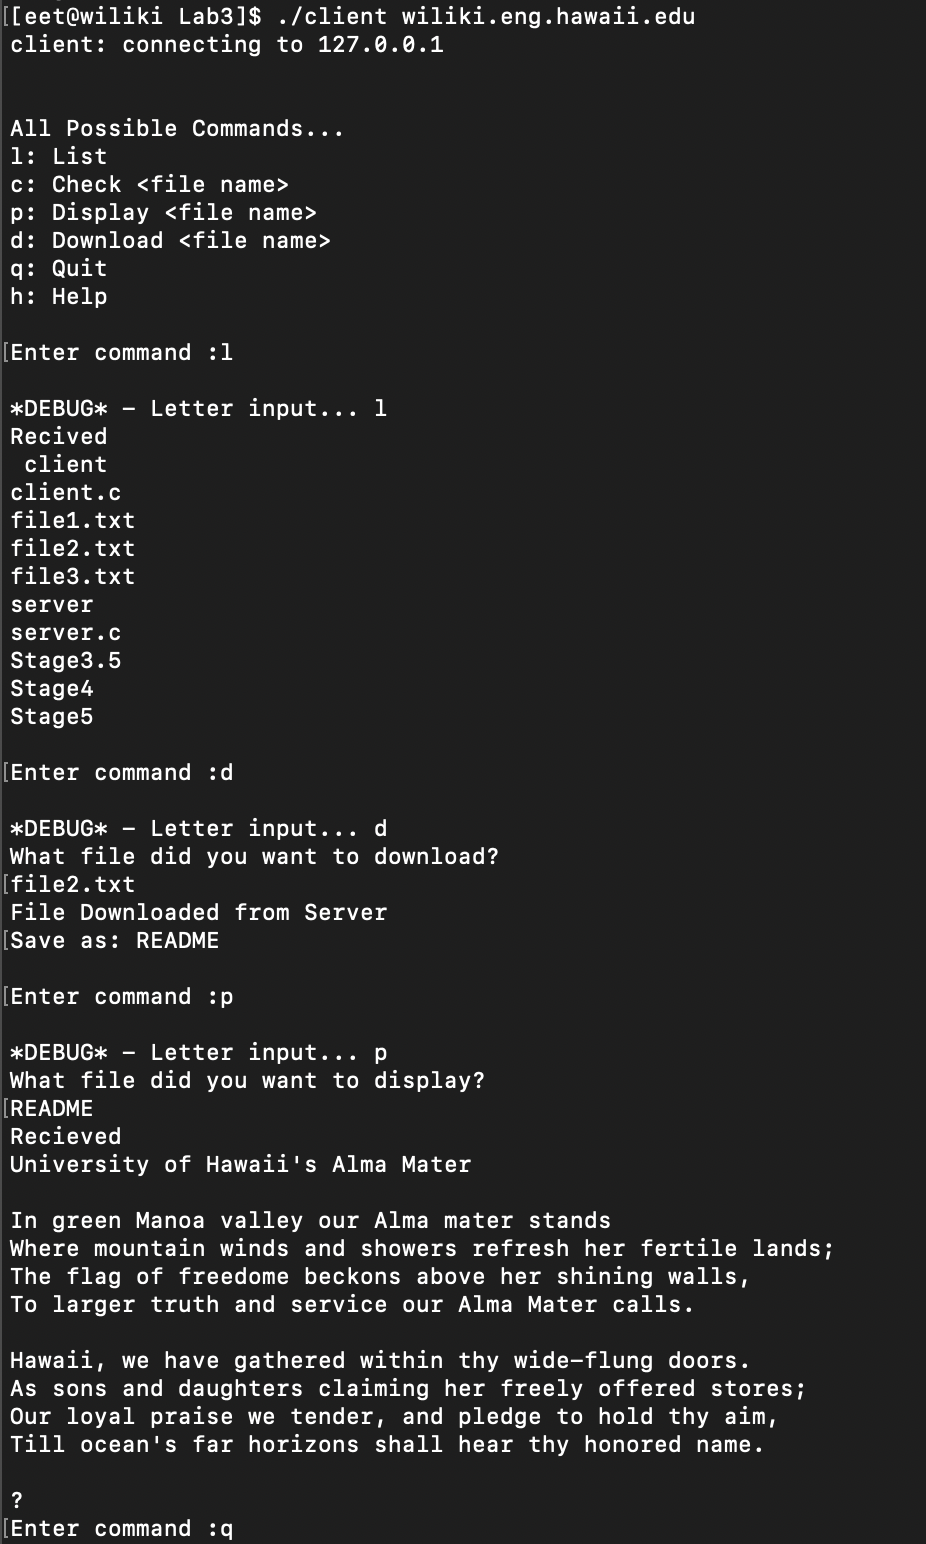 [[eet@wiliki Lab3]$ ./client wiliki.eng.hawaii.edu
client: connecting to 127.0.0.1
All Possible Commands...
l: List
c: Check <file name>
p: Display <file name>
d: Download <file name>
q: Quit
h: Help
[Enter command :l
*DEBUG* - Letter input... l
Recived
 client
client.c
file1.txt
file2.txt
file3.txt
server
server.c
Stage3.5
Stage4
Stage5
[Enter command :d
*DEBUG* - Letter input... d
What file did you want to download?
[file2.txt
File Downloaded from Server
[Save as: README
[Enter command :p
*DEBUG* - Letter input... p
What file did you want to display?
[README
Recieved
University of Hawaii's Alma Mater
In green Manoa valley our Alma mater stands
Where mountain winds and showers refresh her fertile lands;
The flag of freedome beckons above her shining walls,
To larger truth and service our Alma Mater calls.
Hawaii, we have gathered within thy wide-flung doors.
As sons and daughters claiming her freely offered stores;
Our loyal praise we tender, and pledge to hold thy aim,
Till ocean's far horizons shall hear thy honored name.
?
[Enter command :q